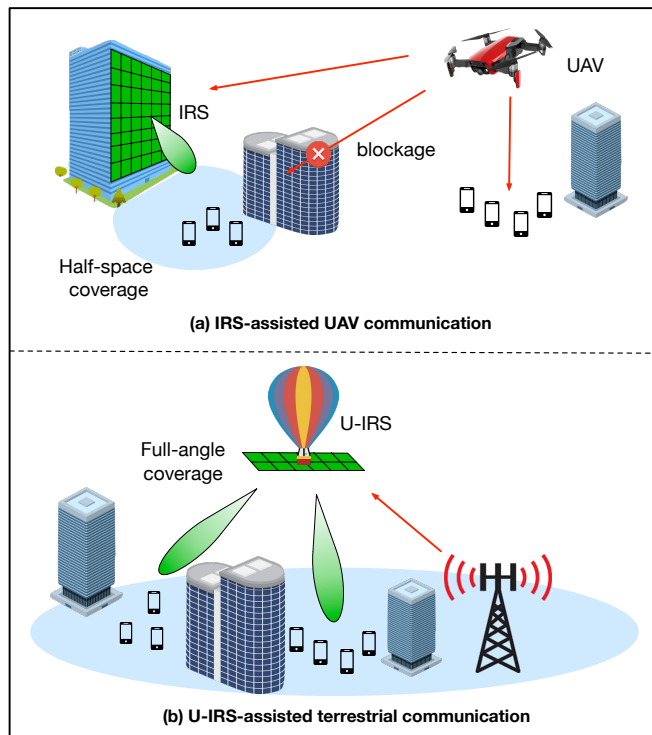 UAV
IRS
blockage
Half-space
coverage
(a) IRS-assisted UAV communication
U-IRS
Full-angle
coverage
(b) U-IRS-assisted terrestrial communication